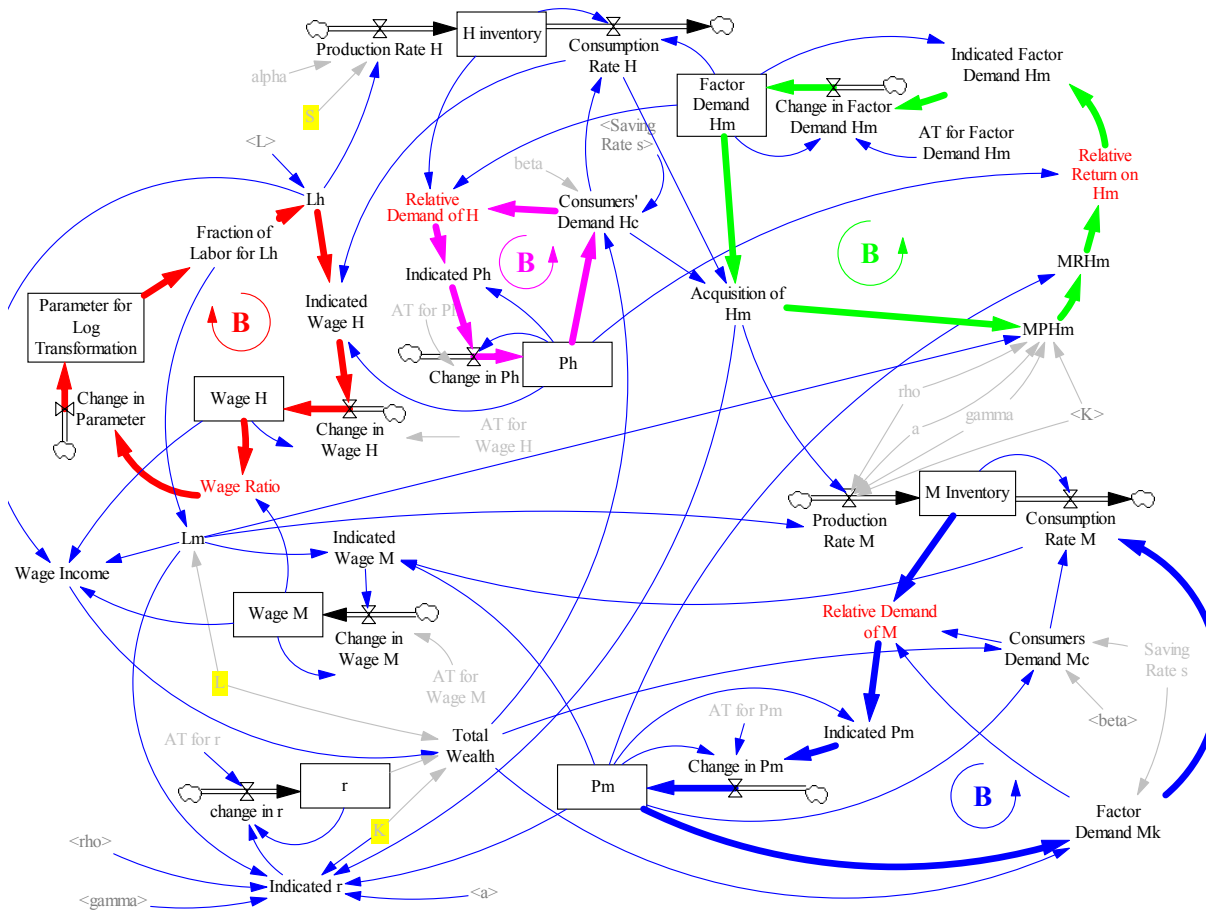 H inventory
Production Rate H
Consumption
Rate H
alpha
S
<L>
Factor
Demand
Hm
Change in Factor
Demand Hm
Indicated Factor
Demand Hm
AT for Factor
Demand Hm
<Saving
Rate s>
beta
Relative
Return on
Hm
Lh
Relative
Demand of H
Consumers'
Demand Hc
Fraction of
Labor for Lh
B
B
B
Indicated Ph
MRHm
Parameter for
Log
Transformation
Indicated
Wage H
AT for Ph
Acquisition of
Hm
MPHm
Change in Ph
Ph
rho
gamma
a
<K>
Change in
Parameter
Wage H
Change in
Wage H
AT for
Wage H
Wage Ratio
M Inventory
Production
Rate M
Consumption
Rate M
Lm
Indicated
Wage M
Wage Income
Wage M
Change in
Wage M
AT for
Wage M
Relative Demand
of M
Consumers
Demand Mc
Saving
Rate s
L
<beta>
AT for Pm
Indicated Pm
Total
Wealth
AT for r
r
change in r
Change in Pm
Pm
B
K
Factor
Demand Mk
<rho>
Indicated r
<gamma>
<a>